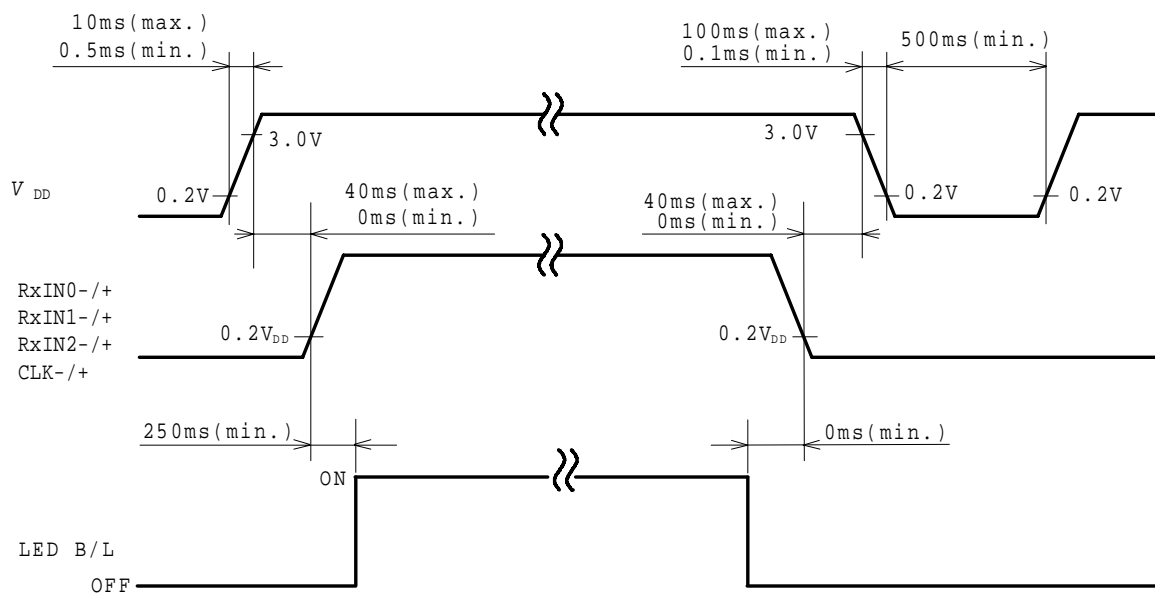 10ms(max.)
0.5ms(min.)
100ms(max.)
0.1ms(min.)
500ms(min.)
3.0V
3.0V
V DD
0.2V
0.2V
0.2V
40ms(max.)
0ms(min.)
40ms(max.)
0ms(min.)
RxIN0-/+
RxIN1-/+
RxIN2-/+
CLK-/+
0.2VDD
0.2VDD
250ms(min.)
0ms(min.)
ON
LED B/L
OFF